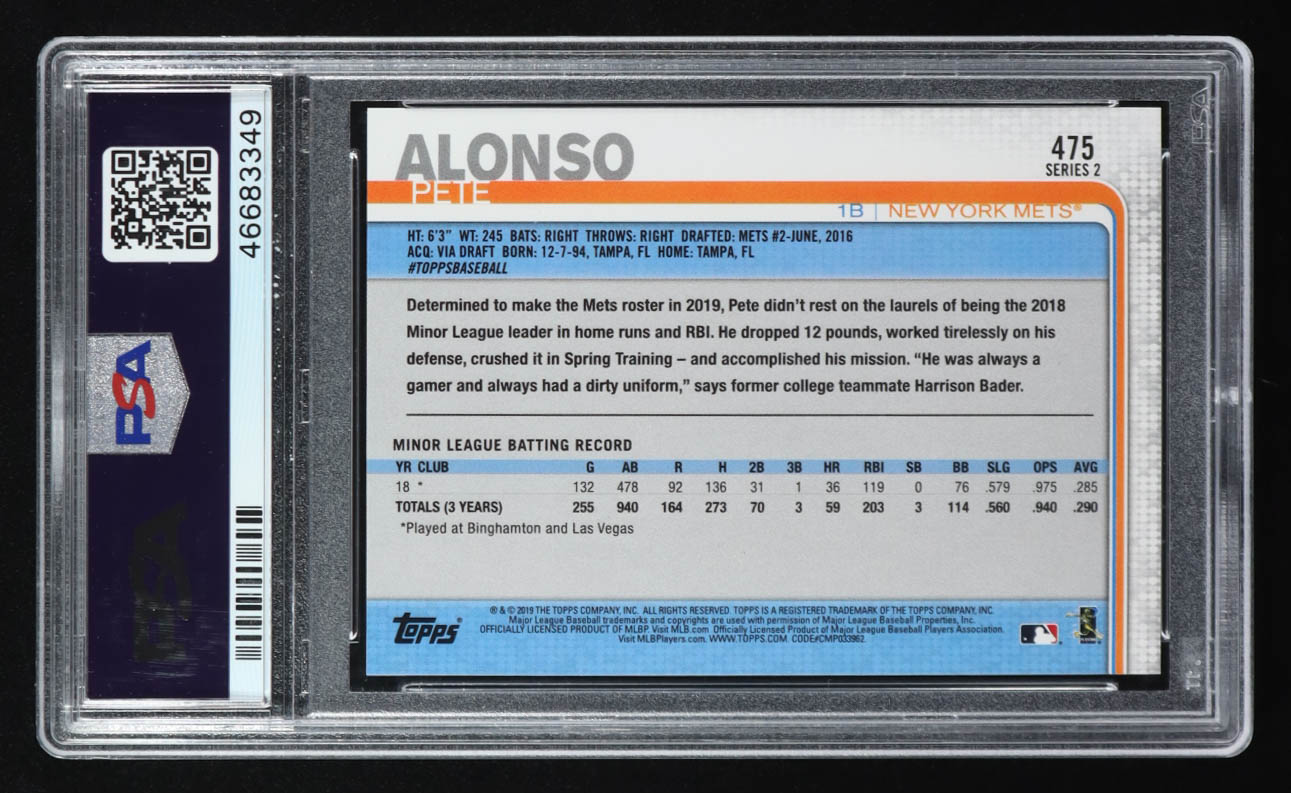 46683349
PSA
PSA
ALONSO
PETE
475
SERIES 2
1B | NEW YORK METS®
HT: 6'3" WT: 245 BATS: RIGHT THROWS: RIGHT DRAFTED: METS #2-JUNE, 2016
ACQ: VIA DRAFT BORN: 12-7-94, TAMPA, FL HOME: TAMPA, FL
#TOPPSBASEBALL
Determined to make the Mets roster in 2019, Pete didn't rest on the laurels of being the 2018
Minor League leader in home runs and RBI. He dropped 12 pounds, worked tirelessly on his
defense, crushed it in Spring Training – and accomplished his mission. “He was always a
gamer and always had a dirty uniform,” says former college teammate Harrison Bader.
MINOR LEAGUE BATTING RECORD
YR CLUB G AB R H 2B 3B HR RBI SB BB SLG OPS AVG
18 * 132 478 92 136 31 1 36 119 0 76 .579 .975 .285
TOTALS (3 YEARS) 255 940 164 273 70 3 59 203 3 114 .560 .940 .290
*Played at Binghamton and Las Vegas
Topps®
® & © 2019 THE TOPPS COMPANY, INC. ALL RIGHTS RESERVED. TOPPS IS A REGISTERED TRADEMARK OF THE TOPPS COMPANY, INC.
Major League Baseball trademarks and copyrights are used with permission of Major League Baseball Properties, Inc.
OFFICIALLY LICENSED PRODUCT OF MLBP. Visit MLB.com Officially Licensed Product of Major League Baseball Players Association.
Visit MLBPlayers.com. WWW.TOPPS.COM. CODE#CMP033962.
PSA